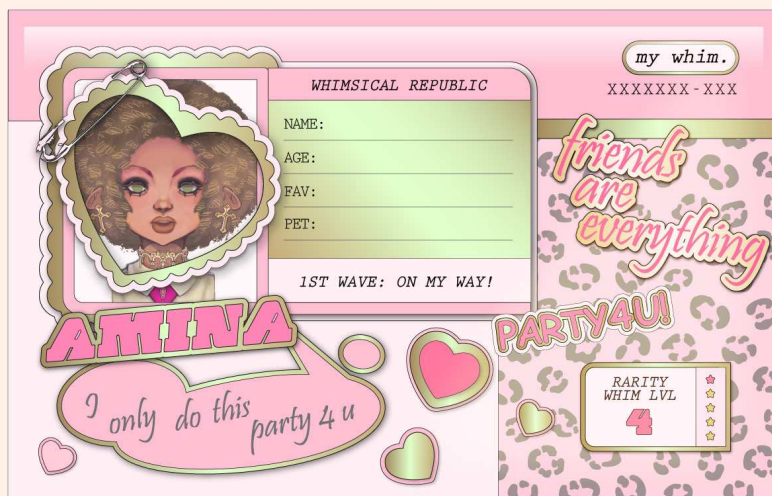 my whim.
XXXXXXX-XXX
WHIMSICAL REPUBLIC
NAME:
AGE:
FAV:
PET:
1ST WAVE: ON MY WAY!
friends
are
everything
AMINA
I only do this party 4 u
PARTY4U!
RARITY
WHIM LVL
4